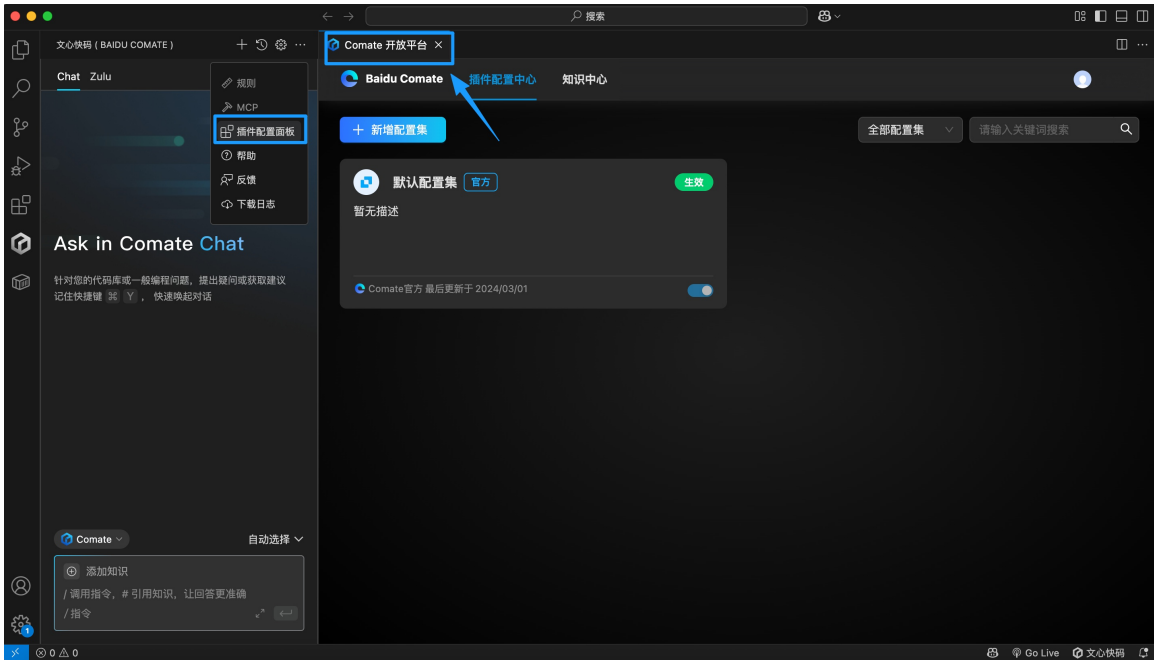 搜索
文心快码 ( BAIDU COMATE )
Comate 开放平台
Chat Zulu
规则
MCP
插件配置面板
帮助
反馈
下载日志
Ask in Comate Chat
针对您的代码库或一般编程问题，提出疑问或获取建议
记住快捷键 ⌘ Y ， 快速唤起对话
Comate
自动选择
添加知识
/ 调用指令，# 引用知识，让回答更准确
/ 指令
Baidu Comate 插件配置中心 知识中心
+ 新增配置集
全部配置集
请输入关键词搜索
默认配置集 官方
生效
暂无描述
Comate官方 最后更新于 2024/03/01
1
0 0
Go Live 文心快码